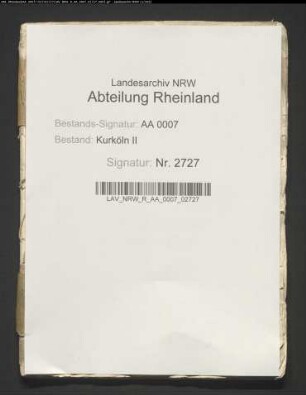 Landesarchiv NRW
Abteilung Rheinland
Bestands-Signatur: AA 0007
Bestand: Kurköln II
Signatur: Nr. 2727
LAV_NRW_R_AA_0007_02727